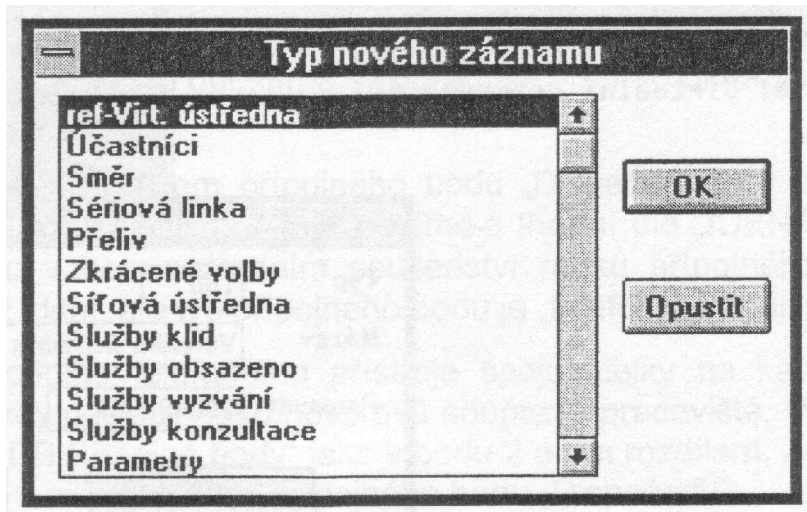 Typ nového záznamu
ref-Virt. ústředna
Účastníci
Směr
Sériová linka
Přeliv
Zkrácené volby
Síťová ústředna
Služby klid
Služby obsazeno
Služby vyzvání
Služby konzultace
Parametry
OK
Opustit